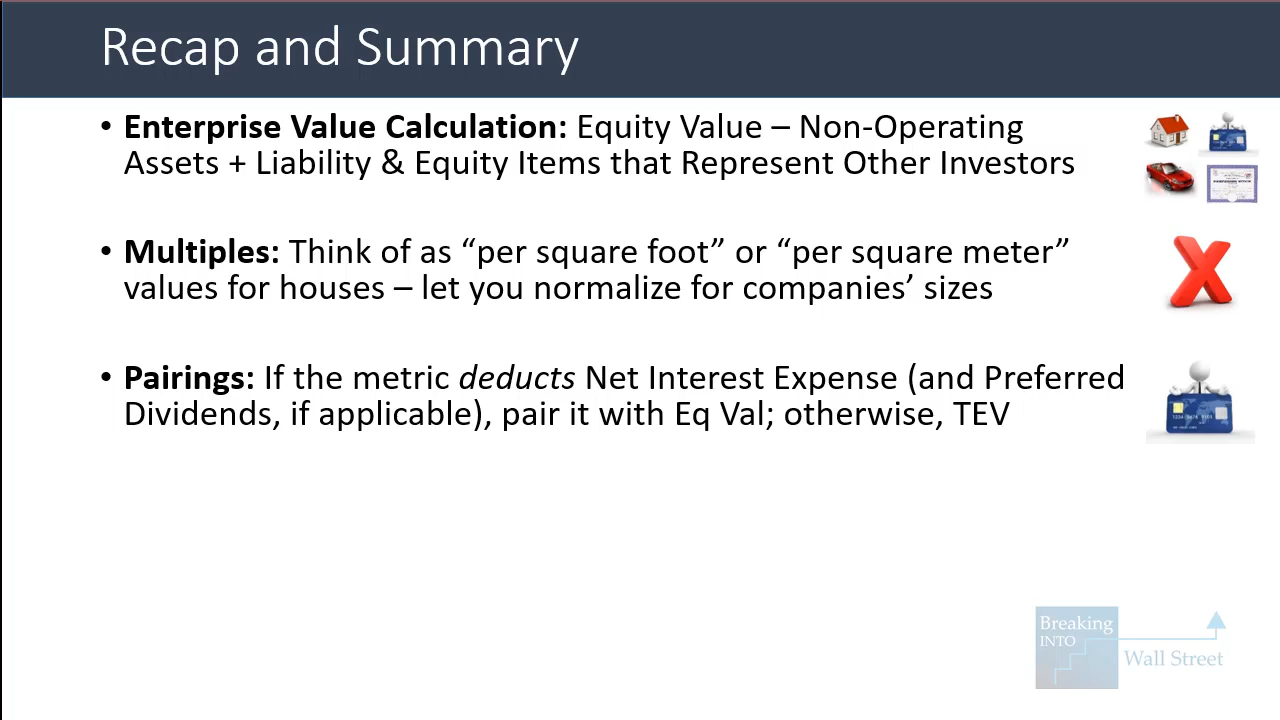 Recap and Summary
• Enterprise Value Calculation: Equity Value – Non-Operating
Assets + Liability & Equity Items that Represent Other Investors
• Multiples: Think of as “per square foot” or “per square meter”
values for houses – let you normalize for companies’ sizes
• Pairings: If the metric deducts Net Interest Expense (and Preferred
Dividends, if applicable), pair it with Eq Val; otherwise, TEV
Breaking
INTO
Wall Street